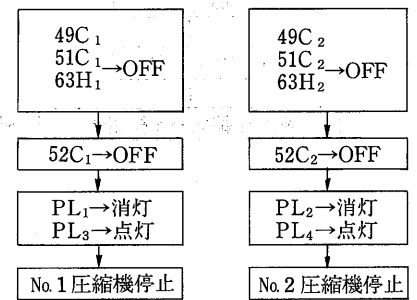 49C₁
51C₁→OFF
63H₁
52C₁→OFF
PL₁→消灯
PL₃→点灯
No.1圧縮機停止
49C₂
51C₂→OFF
63H₂
52C₂→OFF
PL₂→消灯
PL₄→点灯
No.2圧縮機停止